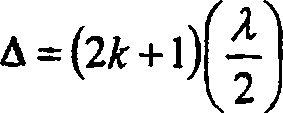 Δ = (2k + 1)(λ/2)